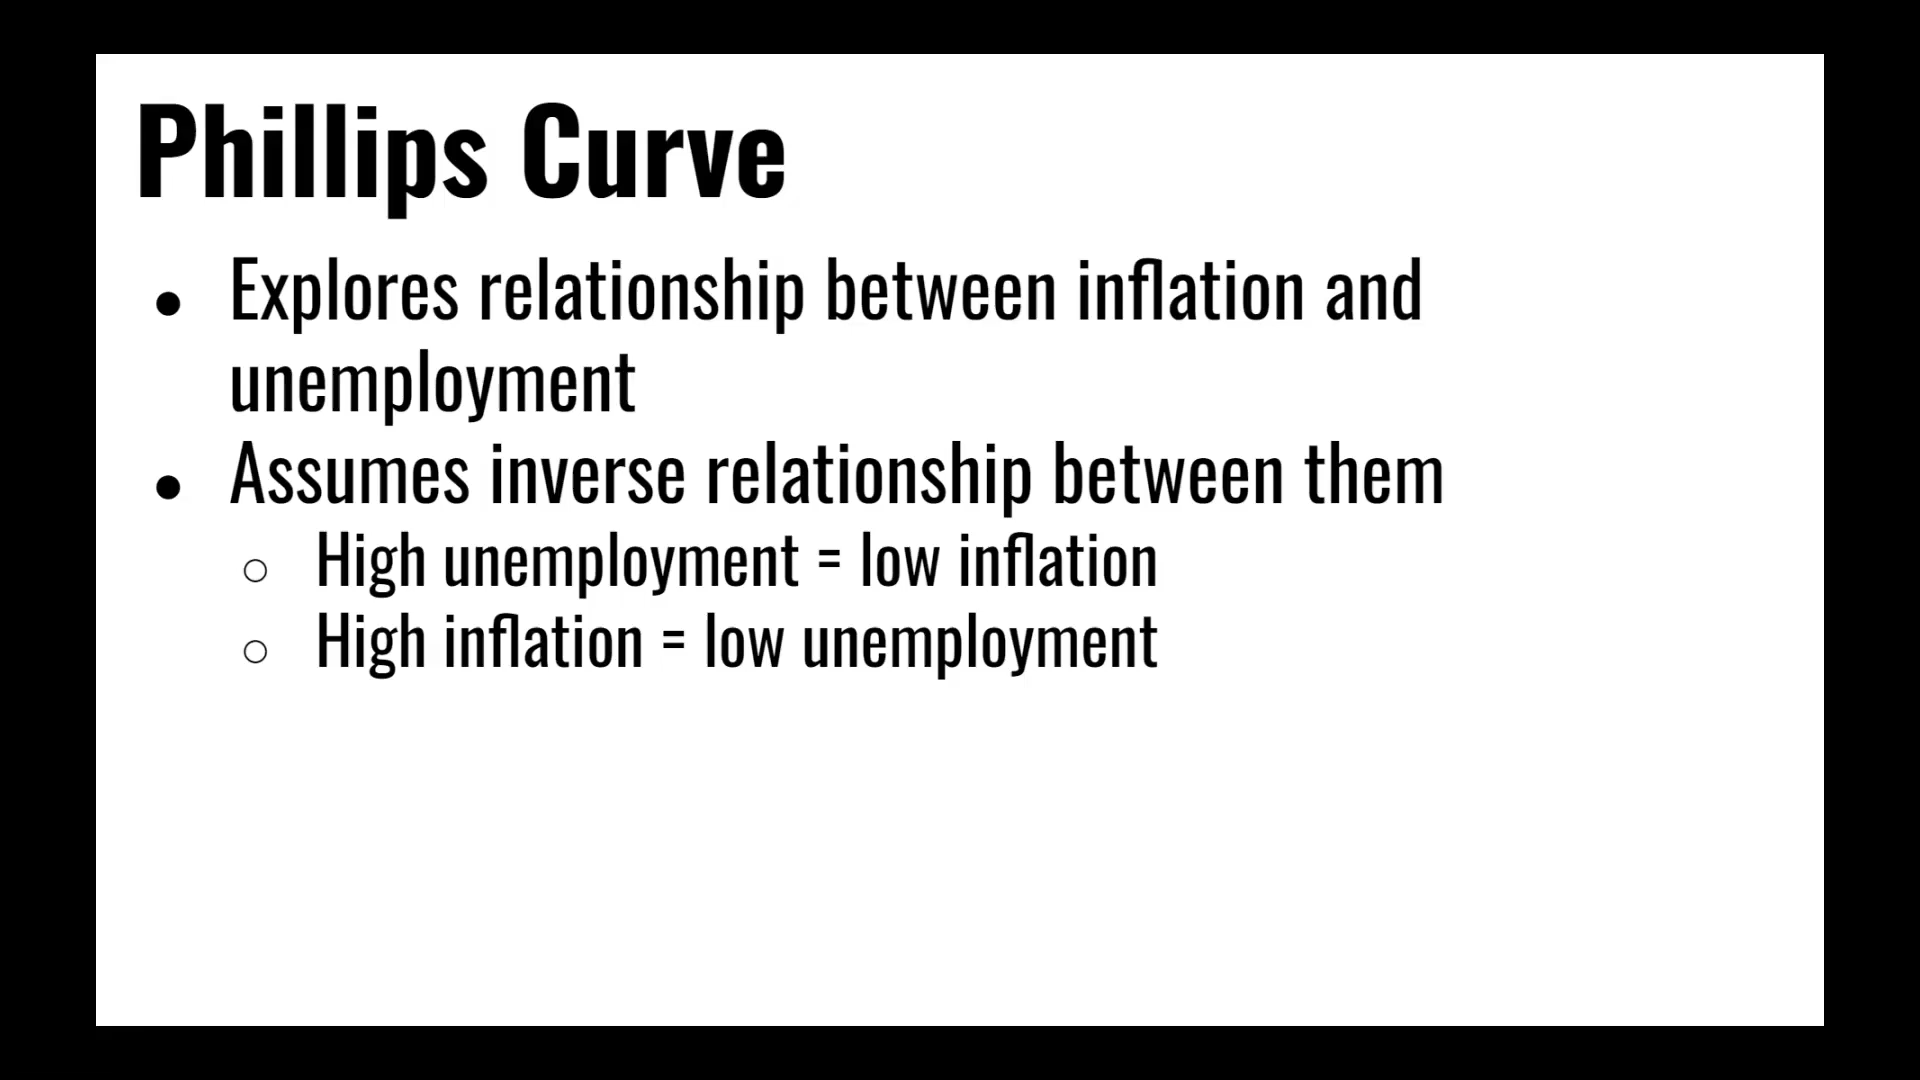 Phillips Curve
● Explores relationship between inflation and
unemployment
● Assumes inverse relationship between them
○ High unemployment = low inflation
○ High inflation = low unemployment